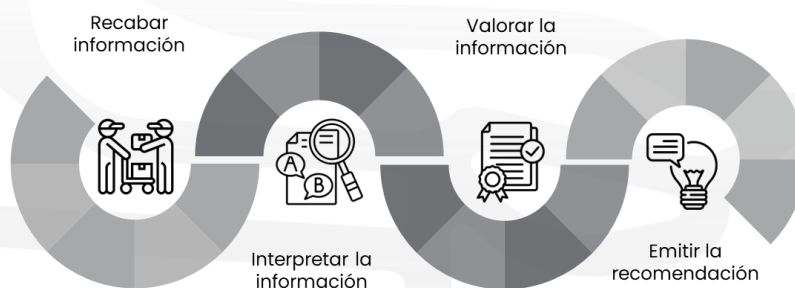 Recabar
información
Interpretar la
información
Valorar la
información
Emitir la
recomendación
A
B